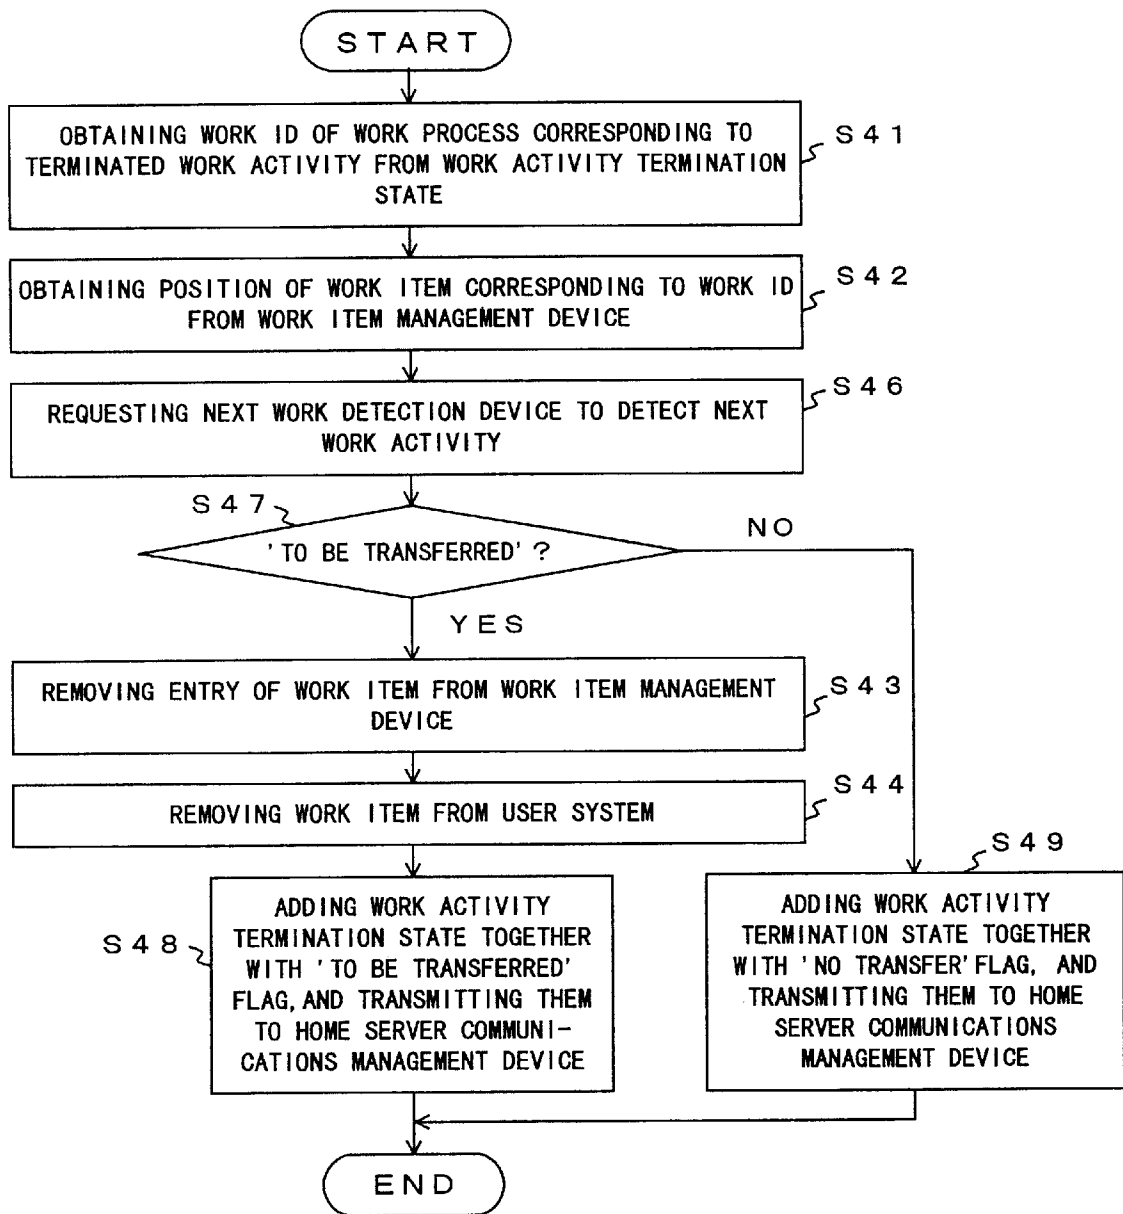 START
OBTAINING WORK ID OF WORK PROCESS CORRESPONDING TO
TERMINATED WORK ACTIVITY FROM WORK ACTIVITY TERMINATION
STATE
S41
OBTAINING POSITION OF WORK ITEM CORRESPONDING TO WORK ID
FROM WORK ITEM MANAGEMENT DEVICE
S42
REQUESTING NEXT WORK DETECTION DEVICE TO DETECT NEXT
WORK ACTIVITY
S46
S47
'TO BE TRANSFERRED' ?
NO
YES
REMOVING ENTRY OF WORK ITEM FROM WORK ITEM MANAGEMENT
DEVICE
S43
REMOVING WORK ITEM FROM USER SYSTEM
S44
S48
ADDING WORK ACTIVITY
TERMINATION STATE TOGETHER
WITH 'TO BE TRANSFERRED'
FLAG, AND TRANSMITTING THEM
TO HOME SERVER COMMUNI-
CATIONS MANAGEMENT DEVICE
S49
ADDING WORK ACTIVITY
TERMINATION STATE TOGETHER
WITH 'NO TRANSFER' FLAG, AND
TRANSMITTING THEM TO HOME
SERVER COMMUNICATIONS
MANAGEMENT DEVICE
END